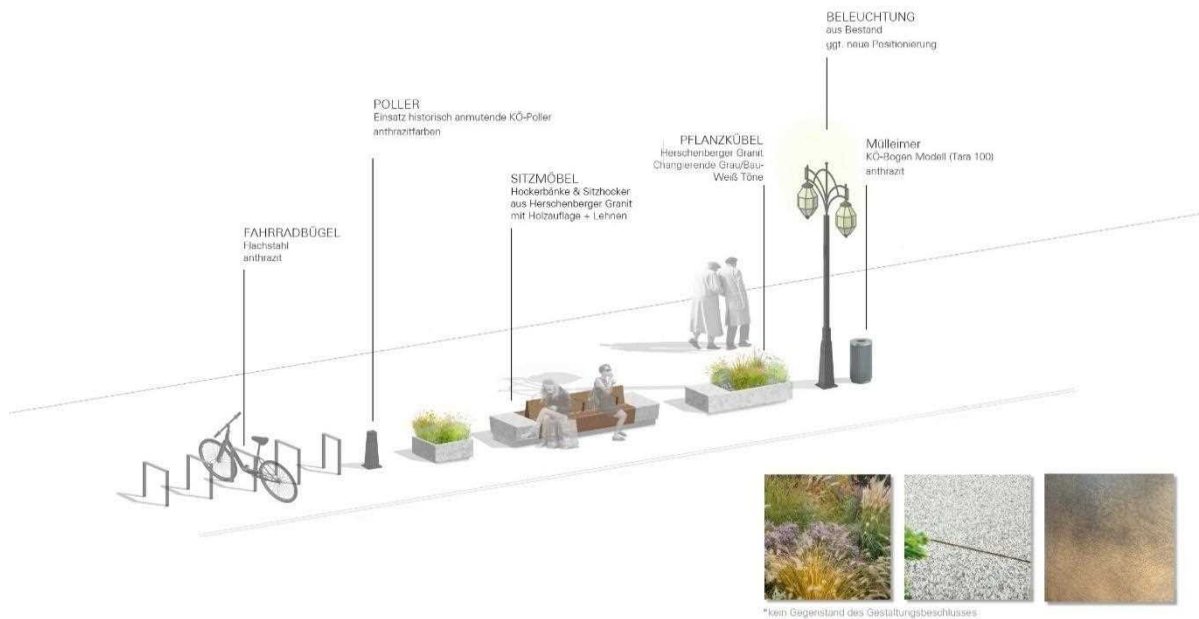 BELEUCHTUNG
aus Bestand
ggf. neue Positionierung
POLLER
Einsatz historisch anmutende KÖ-Poller
anthrazitfarben
PFLANZKÜBEL
Herschenberger Granit
Changierende Grau/Bau-
Weiß Töne
Mülleimer
KÖ-Bogen Modell (Tara 100)
anthrazit
SITZMÖBEL
Hockerbänke & Sitzhocker
aus Herschenberger Granit
mit Holzauflage + Lehnen
FAHRRADBÜGEL
Flachstahl
anthrazit
*kein Gegenstand des Gestaltungsbeschlusses